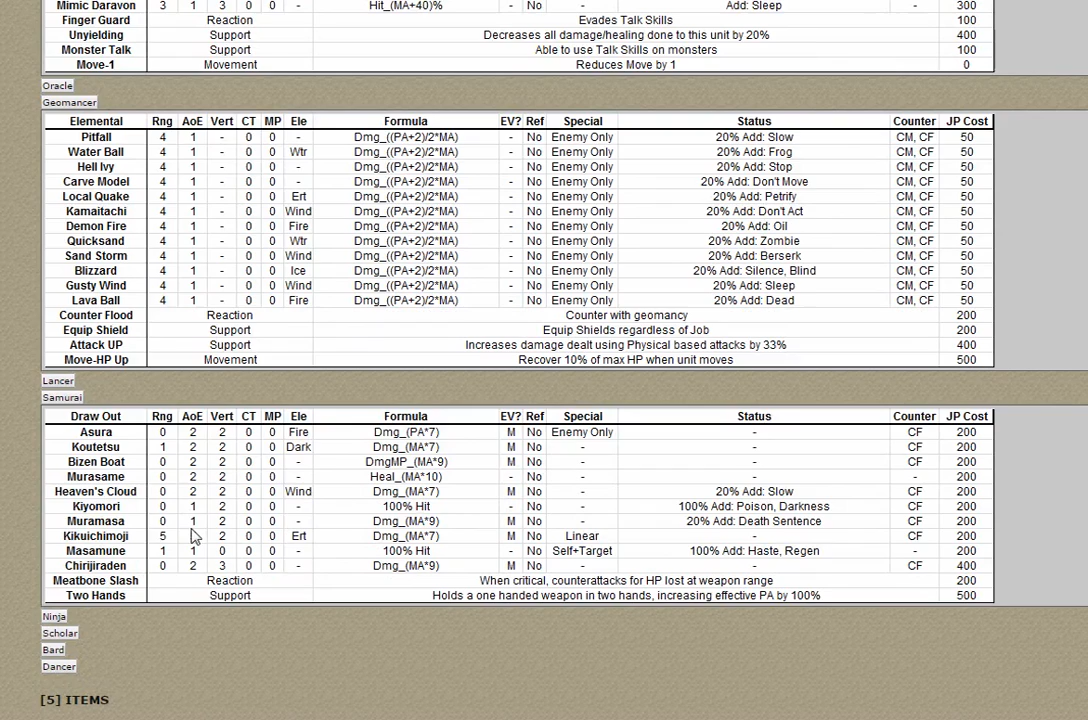 Mimic Daravon 3 1 3 0 0 - Hit_(MA+40)% - No - Add: Sleep - 300
Finger Guard Reaction Evades Talk Skills 100
Unyielding Support Decreases all damage/healing done to this unit by 20% 400
Monster Talk Support Able to use Talk Skills on monsters 100
Move-1 Movement Reduces Move by 1 0
Oracle
Geomancer
Elemental Rng AoE Vert CT MP Ele Formula EV? Ref Special Status Counter JP Cost
Pitfall 4 1 - 0 0 - Dmg_((PA+2)/2*MA) - No Enemy Only 20% Add: Slow CM, CF 50
Water Ball 4 1 - 0 0 Wtr Dmg_((PA+2)/2*MA) - No Enemy Only 20% Add: Frog CM, CF 50
Hell Ivy 4 1 - 0 0 - Dmg_((PA+2)/2*MA) - No Enemy Only 20% Add: Stop CM, CF 50
Carve Model 4 1 - 0 0 - Dmg_((PA+2)/2*MA) - No Enemy Only 20% Add: Don't Move CM, CF 50
Local Quake 4 1 - 0 0 Ert Dmg_((PA+2)/2*MA) - No Enemy Only 20% Add: Petrify CM, CF 50
Kamaitachi 4 1 - 0 0 Wind Dmg_((PA+2)/2*MA) - No Enemy Only 20% Add: Don't Act CM, CF 50
Demon Fire 4 1 - 0 0 Fire Dmg_((PA+2)/2*MA) - No Enemy Only 20% Add: Oil CM, CF 50
Quicksand 4 1 - 0 0 Wtr Dmg_((PA+2)/2*MA) - No Enemy Only 20% Add: Zombie CM, CF 50
Sand Storm 4 1 - 0 0 Wind Dmg_((PA+2)/2*MA) - No Enemy Only 20% Add: Berserk CM, CF 50
Blizzard 4 1 - 0 0 Ice Dmg_((PA+2)/2*MA) - No Enemy Only 20% Add: Silence, Blind CM, CF 50
Gusty Wind 4 1 - 0 0 Wind Dmg_((PA+2)/2*MA) - No Enemy Only 20% Add: Sleep CM, CF 50
Lava Ball 4 1 - 0 0 Fire Dmg_((PA+2)/2*MA) - No Enemy Only 20% Add: Dead CM, CF 50
Counter Flood Reaction Counter with geomancy 200
Equip Shield Support Equip Shields regardless of Job 200
Attack UP Support Increases damage dealt using Physical based attacks by 33% 400
Move-HP Up Movement Recover 10% of max HP when unit moves 500
Lancer
Samurai
Draw Out Rng AoE Vert CT MP Ele Formula EV? Ref Special Status Counter JP Cost
Asura 0 2 2 0 0 Fire Dmg_(PA*7) M No Enemy Only - CF 200
Koutetsu 1 2 2 0 0 Dark Dmg_(MA*7) M No - - CF 200
Bizen Boat 0 2 2 0 0 - DmgMP_(MA*9) M No - - CF 200
Murasame 0 2 2 0 0 - Heal_(MA*10) - No - - - 200
Heaven's Cloud 0 2 2 0 0 Wind Dmg_(MA*7) M No - 20% Add: Slow CF 200
Kiyomori 0 1 2 0 0 - 100% Hit - No - 100% Add: Poison, Darkness CF 200
Muramasa 0 1 2 0 0 - Dmg_(MA*9) M No - 20% Add: Death Sentence CF 200
Kikuichimoji 5 2 0 0 Ert Dmg_(MA*7) M No Linear - CF 200
Masamune 1 1 0 0 0 - 100% Hit - No Self+Target 100% Add: Haste, Regen - 200
Chirijiraden 0 2 3 0 0 - Dmg_(MA*9) M No - - CF 400
Meatbone Slash Reaction When critical, counterattacks for HP lost at weapon range 200
Two Hands Support Holds a one handed weapon in two hands, increasing effective PA by 100% 500
Ninja
Scholar
Bard
Dancer
[5] ITEMS